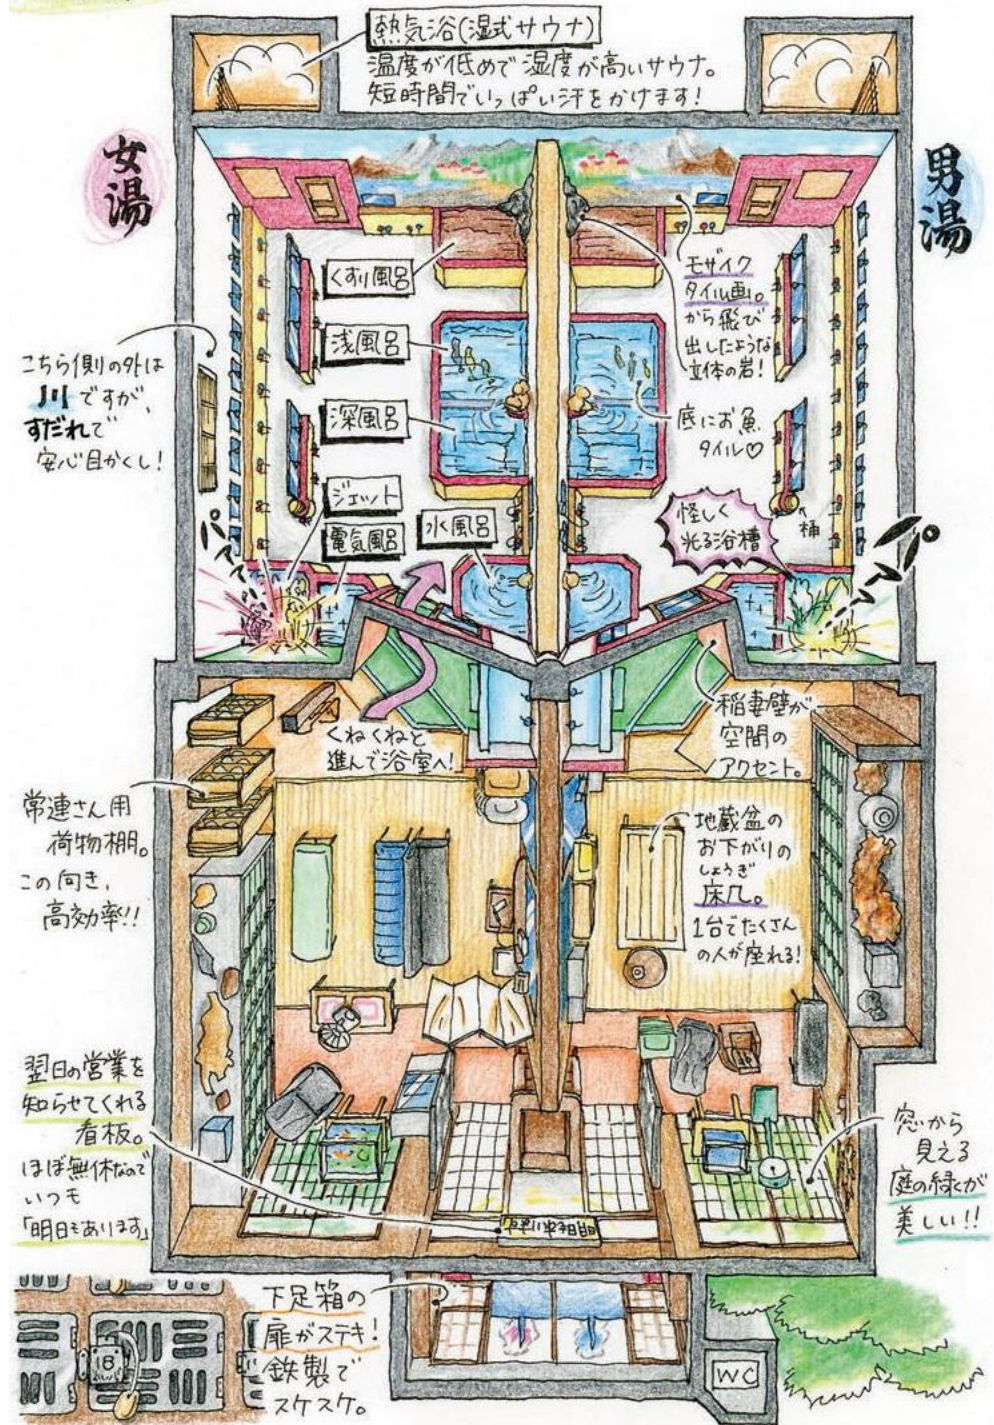 熱気浴(湿式サウナ)
温度が低めで湿度が高いサウナ。
短時間でいっぱい汗をかけます!
女湯
男湯
くすり風呂
浅風呂
深風呂
ジェット
電気風呂
水風呂
モザイク
タイル画。
から飛び
出したような
立体の岩!
底にお魚
タイル♡
怪しく
光る浴槽
桶
こちら側の外は
川ですが、
すだれで
安心目かくし!
パァ
パ
くねくねと
進んで浴室へ!
稲妻壁が
空間の
アクセント。
常連さん用
荷物棚。
この向き、
高効率!!
地蔵盆の
お下がりの
しょうぎ
床几。
1台でたくさん
の人が座れる!
翌日の営業を
知らせてくれる
看板。
ほぼ無休なので
いつも
「明日もあります」
窓から
見える
庭の緑が
美しい!!
下足箱の
扉がステキ!
鉄製で
スケスケ。
18
WC